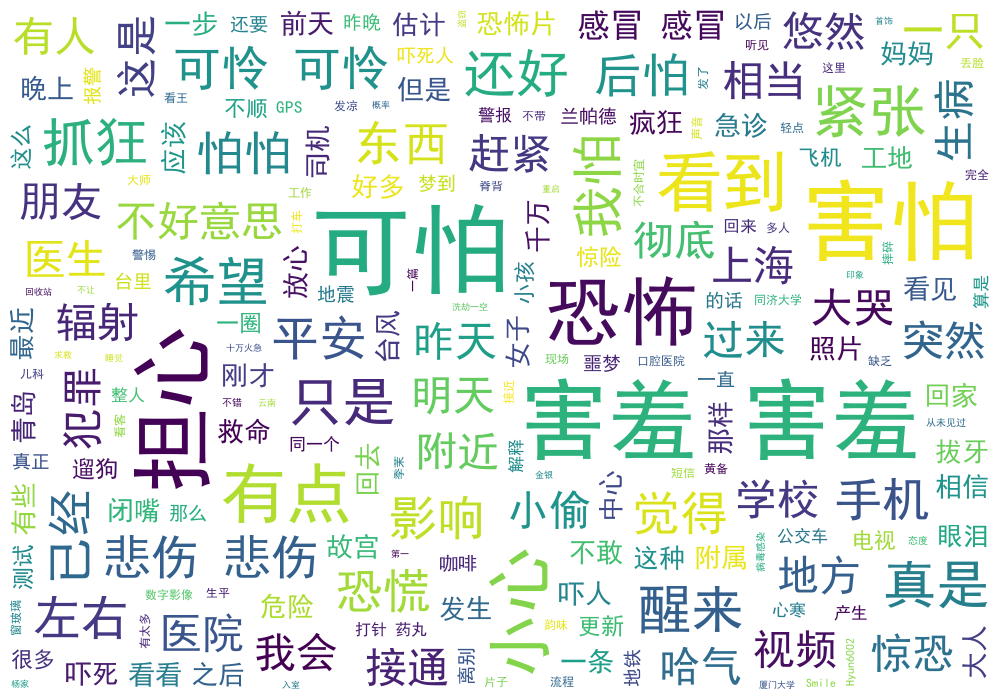 有人
这是
一步
还要
前天
昨晚
估计
恐怖片
感冒
感冒
以后
悠然
一只
首饰
妈妈
丢脸
听见
晚上
报警
可怜
可怜
吓死人
但是
还好
后怕
发了
相当
这里
紧张
生病
看王
不顺
GPS
发凉
概率
警报
不带
兰帕德
疯狂
声音
急诊
轻点
这么
抓狂
应该
怕怕
司机
东西
赶紧
我怕
看到
飞机
工地
完全
朋友
大师
工作
好多
梦到
脊背
重启
不合时宜
害怕
不好意思
打车
可怕
千万
彻底
回来
多人
医生
警惕
台里
希望
放心
一篇
小孩
惊险
上海
摔碎
印象
看见
算是
回收站
不让
地震
洗劫一空
恐怖
的话
同济大学
大哭
最近
辐射
一圈
平安
台风
昨天
女子
过来
照片
突然
求救
睡觉
担心
十万火急
现场
噩梦
口腔医院
缺乏
儿科
犯罪
整人
刚才
只是
明天
接近
害羞
一直
害羞
回家
青岛
看客
不错
云南
救命
同一个
附近
解释
那样
从未见过
真正
遛狗
有点
回去
季茉
金银
短信
黄备
拔牙
有些
已经
闭嘴
那么
影响
小偷
中心
觉得
学校
手机
相信
测试
悲伤
悲伤
故宫
第一
咖啡
小心
不敢
这种
附属
病毒感染
公交车
电视
态度
眼泪
窗玻璃
数字影像
生平
危险
恐慌
发生
吓人
醒来
地方
真是
左右
有太多
医院
打针
药丸
韵味
更新
心寒
产生
很多
吓死
看看
之后
我会
接通
离别
一条
地铁
哈气
视频
Hyun6002
惊恐
大人
杨家
入室
片子
流程
厦门大学
Smile